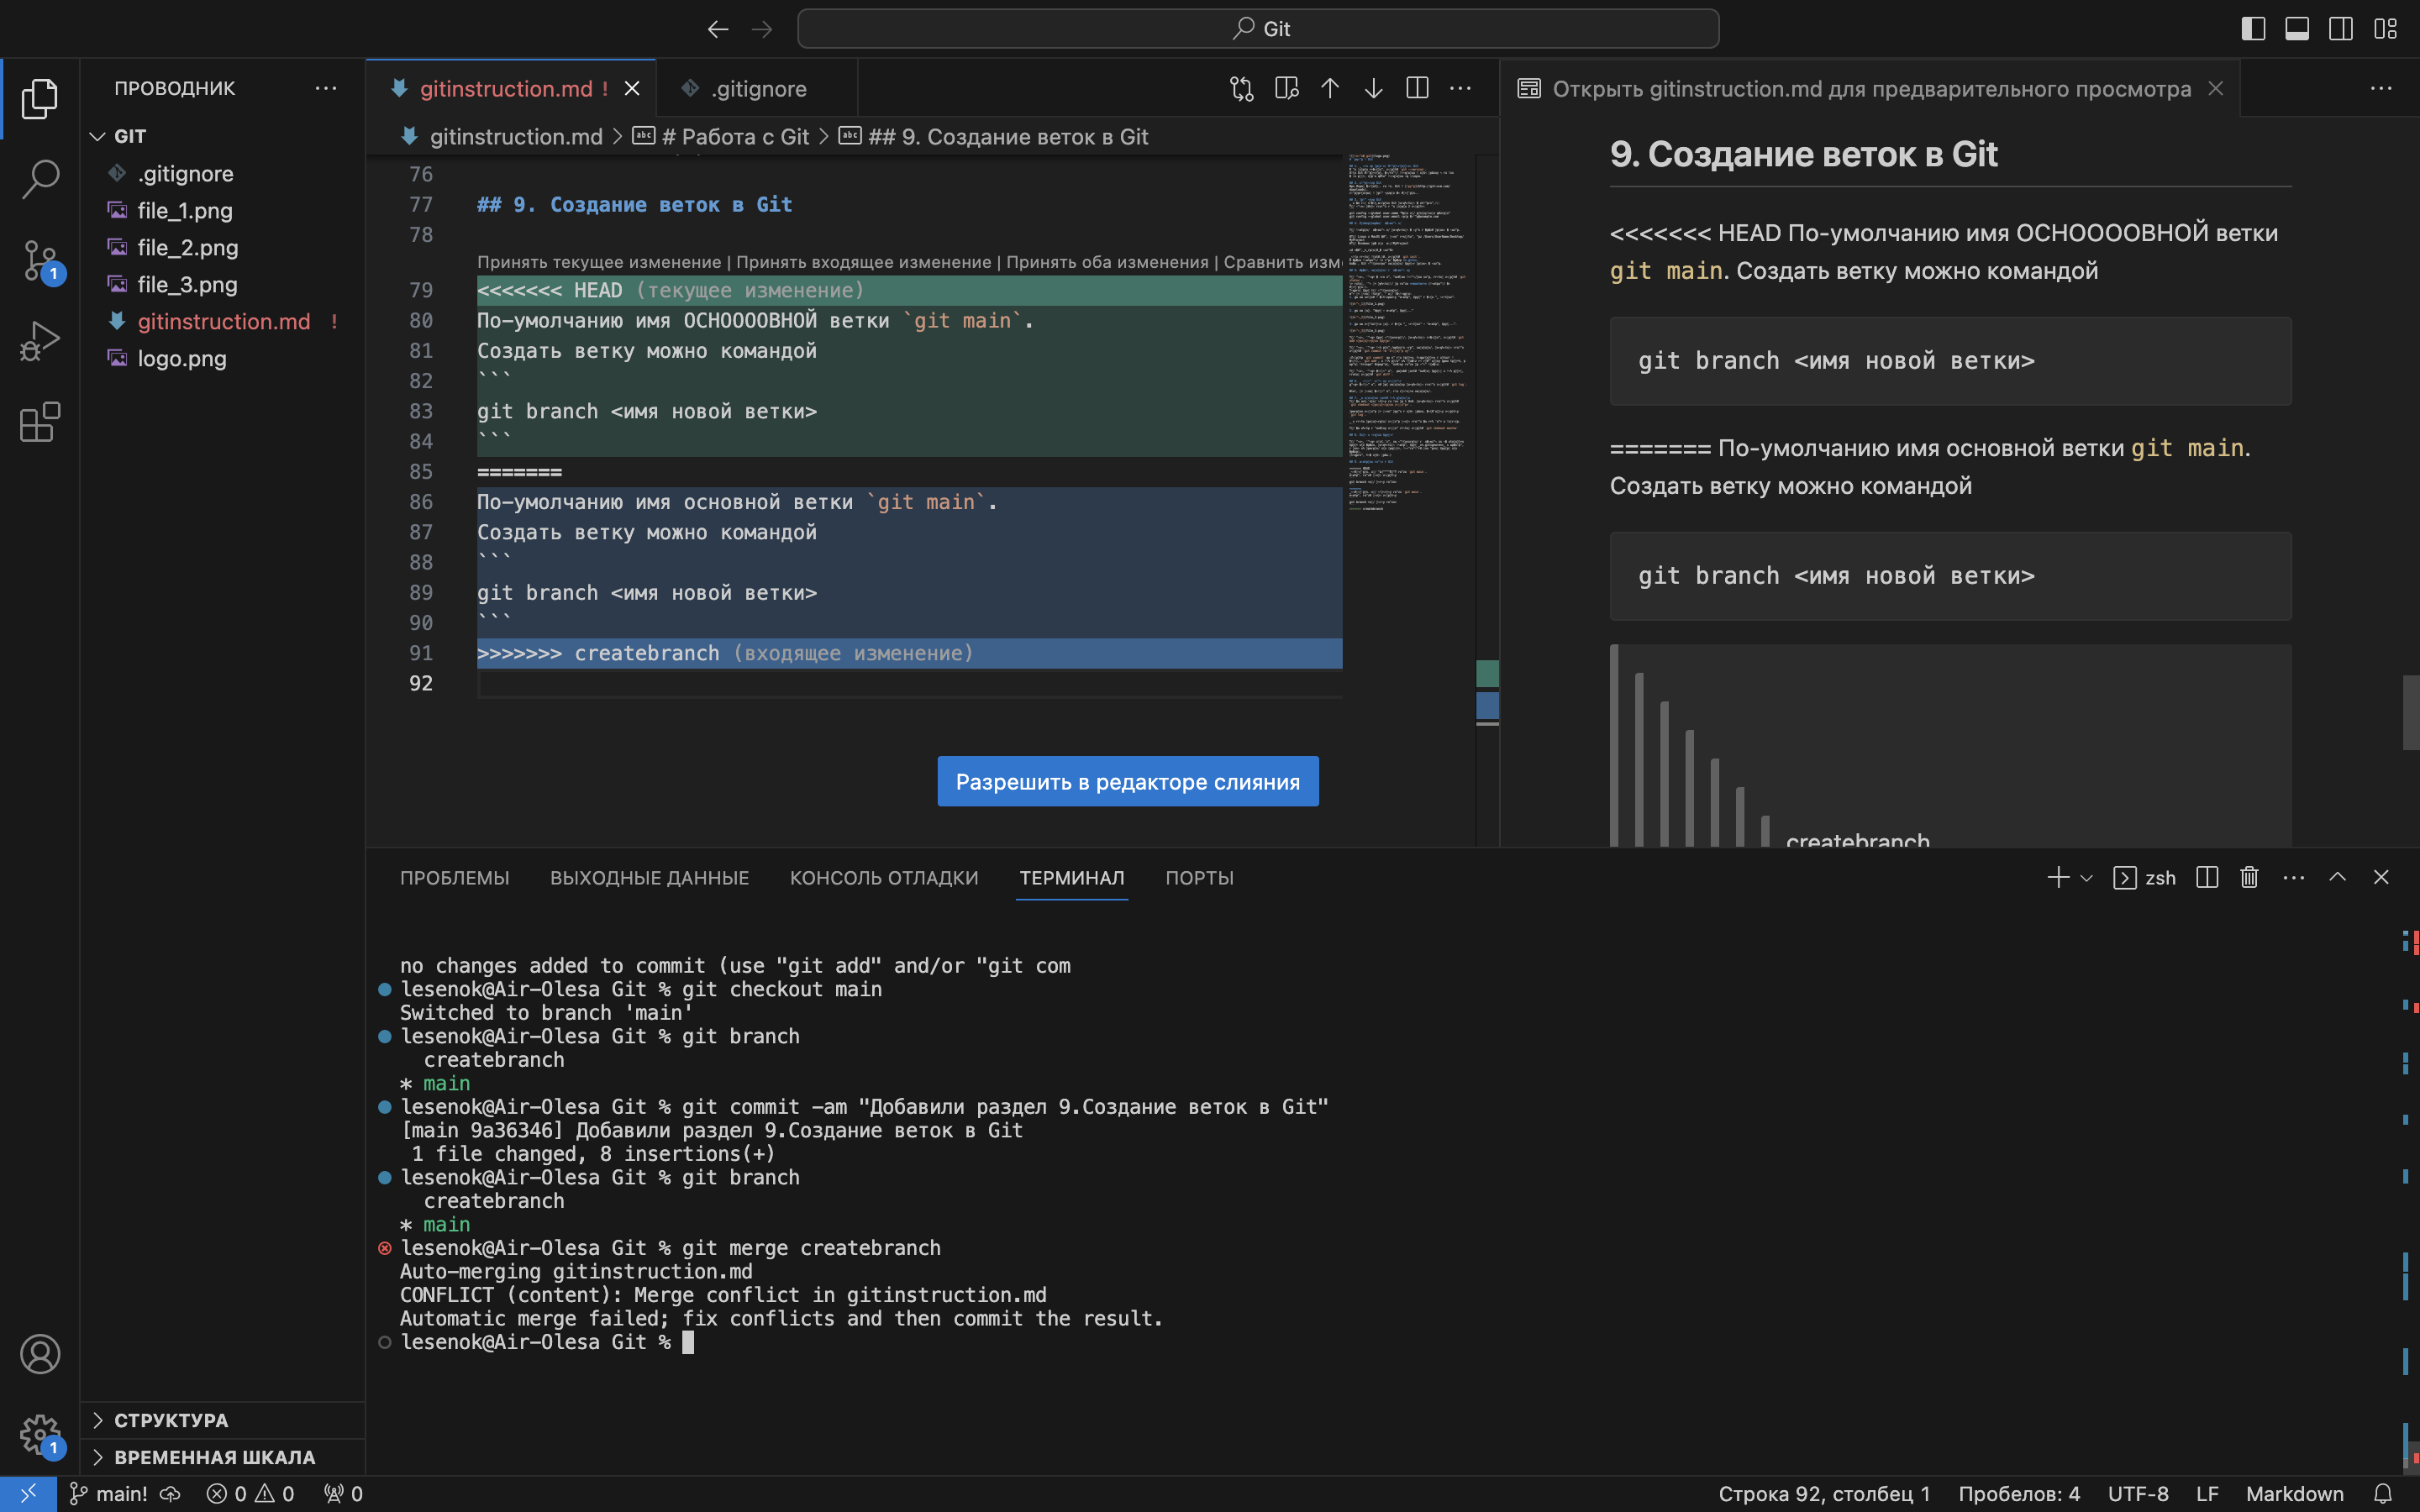 Git
ПРОВОДНИК
GIT
.gitignore
file_1.png
file_2.png
file_3.png
gitinstruction.md !
logo.png
СТРУКТУРА
ВРЕМЕННАЯ ШКАЛА
gitinstruction.md !
.gitignore
gitinstruction.md > # Работа с Git > ## 9. Создание веток в Git
76
77 ## 9. Создание веток в Git
78
Принять текущее изменение | Принять входящее изменение | Принять оба изменения | Сравнить изм
79 <<<<<<< HEAD (текущее изменение)
80 По-умолчанию имя ОСНООООВНОЙ ветки `git main`.
81 Создать ветку можно командой
82 ```
83 git branch <имя новой ветки>
84 ```
85 =======
86 По-умолчанию имя основной ветки `git main`.
87 Создать ветку можно командой
88 ```
89 git branch <имя новой ветки>
90 ```
91 >>>>>>> createbranch (входящее изменение)
92
Разрешить в редакторе слияния
Открыть gitinstruction.md для предварительного просмотра
9. Создание веток в Git
<<<<<<< HEAD По-умолчанию имя ОСНООООВНОЙ ветки
git main. Создать ветку можно командой
git branch <имя новой ветки>
======= По-умолчанию имя основной ветки git main.
Создать ветку можно командой
git branch <имя новой ветки>
createbranch
ПРОБЛЕМЫ ВЫХОДНЫЕ ДАННЫЕ КОНСОЛЬ ОТЛАДКИ ТЕРМИНАЛ ПОРТЫ
zsh
no changes added to commit (use "git add" and/or "git com
lesenok@Air-Olesa Git % git checkout main
Switched to branch 'main'
lesenok@Air-Olesa Git % git branch
createbranch
* main
lesenok@Air-Olesa Git % git commit -am "Добавили раздел 9.Создание веток в Git"
[main 9a36346] Добавили раздел 9.Создание веток в Git
1 file changed, 8 insertions(+)
lesenok@Air-Olesa Git % git branch
createbranch
* main
lesenok@Air-Olesa Git % git merge createbranch
Auto-merging gitinstruction.md
CONFLICT (content): Merge conflict in gitinstruction.md
Automatic merge failed; fix conflicts and then commit the result.
lesenok@Air-Olesa Git %
1
1
main! 0 0 0
Строка 92, столбец 1 Пробелов: 4 UTF-8 LF Markdown